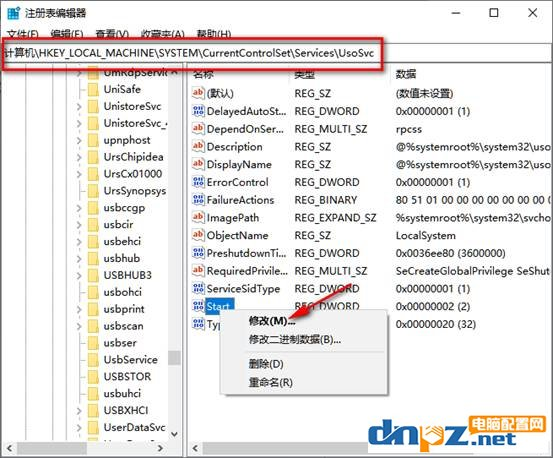 注册表编辑器
文件(F) 编辑(E) 查看(V) 收藏夹(A) 帮助(H)
计算机\HKEY_LOCAL_MACHINE\SYSTEM\CurrentControlSet\Services\UsoSvc
UmRdpService
UniSafe
UnistoreSvc
UnistoreSvc_
upnphost
UrsChipidea
UrsCx01000
UrsSynopsys
usbccgp
usbcir
usbehci
usbhub
USBHUB3
usbohci
usbprint
usbscan
usbser
UsbService
USBSTOR
usbuhci
USBXHCI
UserDataSvc
名称 类型 数据
(默认) REG_SZ (数值未设置)
DelayedAutoSt... REG_DWORD 0x00000001 (1)
DependOnSer... REG_MULTI_SZ rpcss
Description REG_SZ @%systemroot%\system32\uso
DisplayName REG_SZ @%systemroot%\system32\uso
ErrorControl REG_DWORD 0x00000001 (1)
FailureActions REG_BINARY 80 51 01 00 00 00 00 00 00 00
ImagePath REG_EXPAND_SZ %systemroot%\system32\svcho
ObjectName REG_SZ LocalSystem
PreshutdownTi... REG_DWORD 0x0036ee80 (3600000)
RequiredPrivile... REG_MULTI_SZ SeCreateGlobalPrivilege SeShut
ServiceSidType REG_DWORD 0x00000001 (1)
Start REG_DWORD 0x00000002 (2)
Ty 0x00000020 (32)
修改(M)...
修改二进制数据(B)...
删除(D)
重命名(R)
dnpz.net
电脑配置网